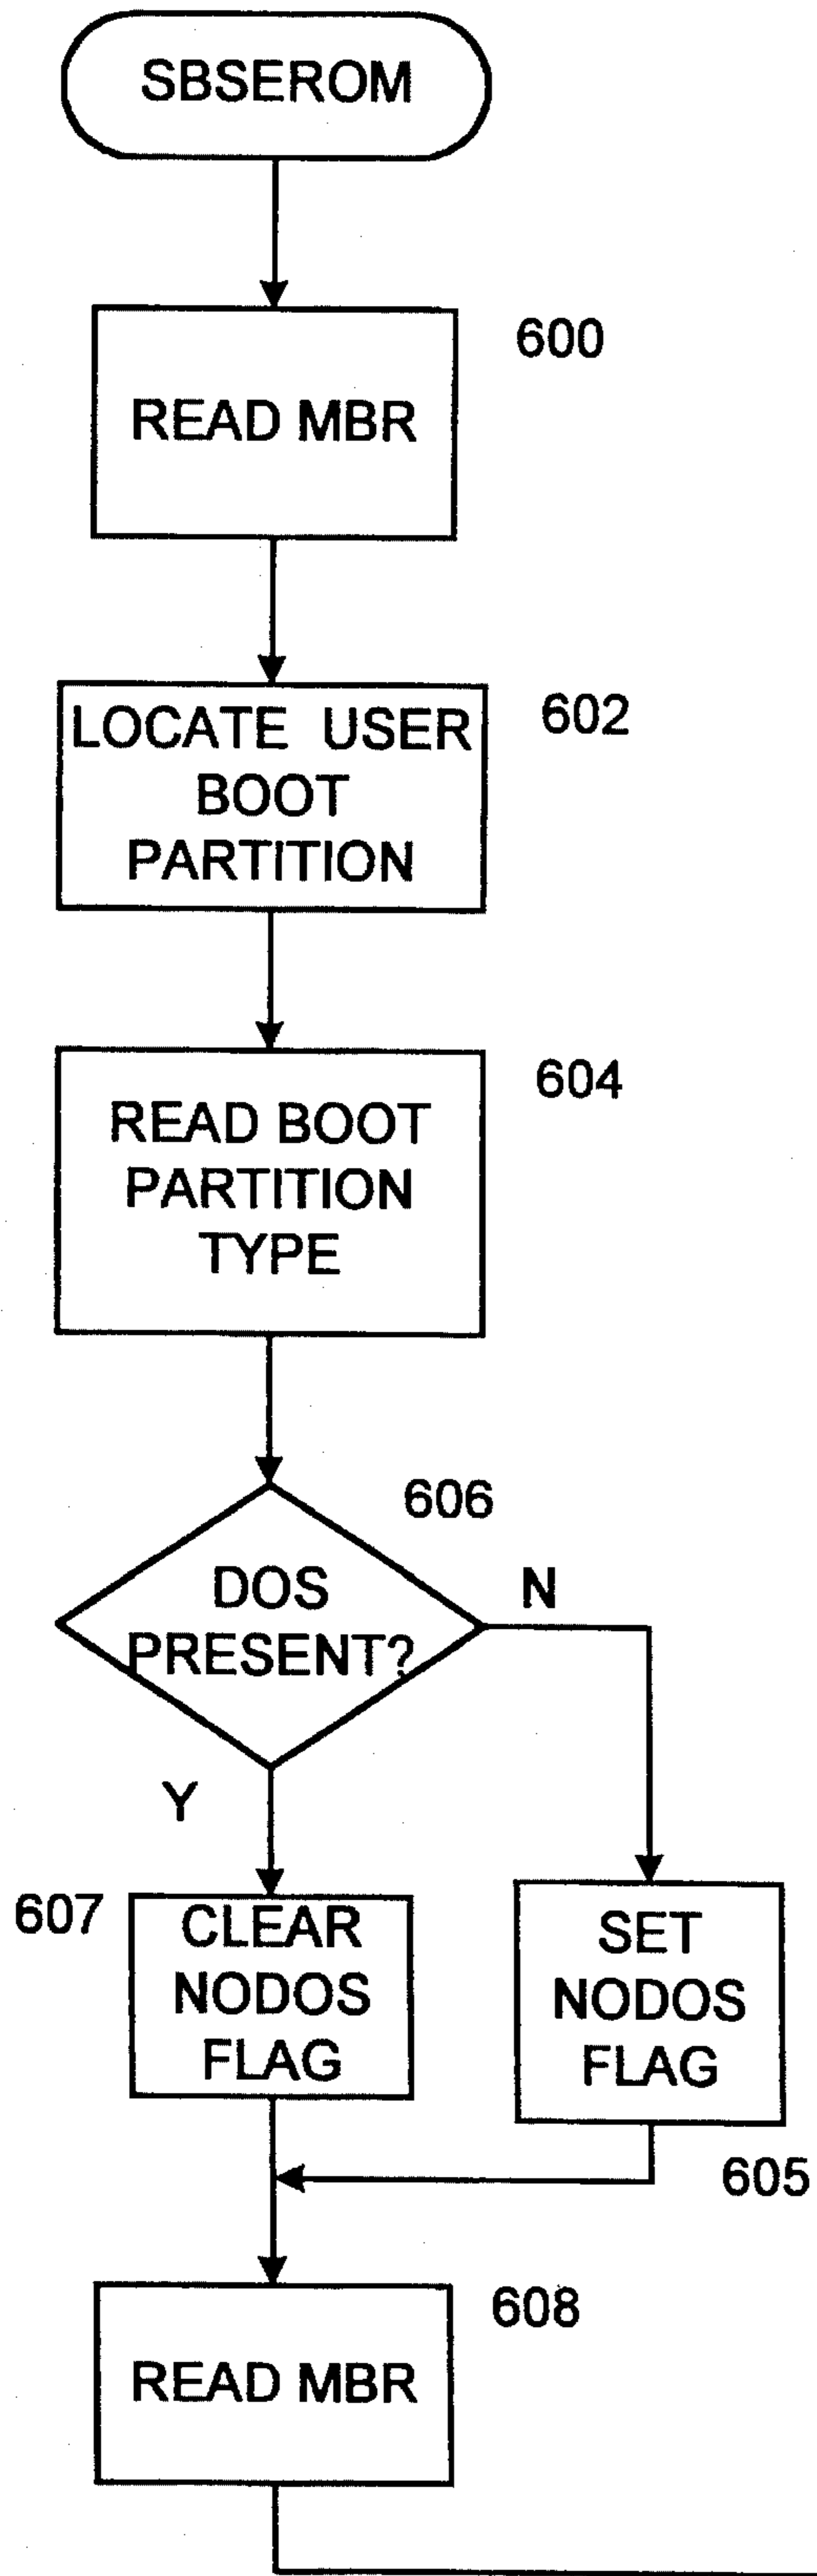 SBSEROM
600
READ MBR
602
LOCATE USER
BOOT
PARTITION
604
READ BOOT
PARTITION
TYPE
606
DOS
PRESENT?
N
Y
607
CLEAR
NODOS
FLAG
SET
NODOS
FLAG
605
608
READ MBR